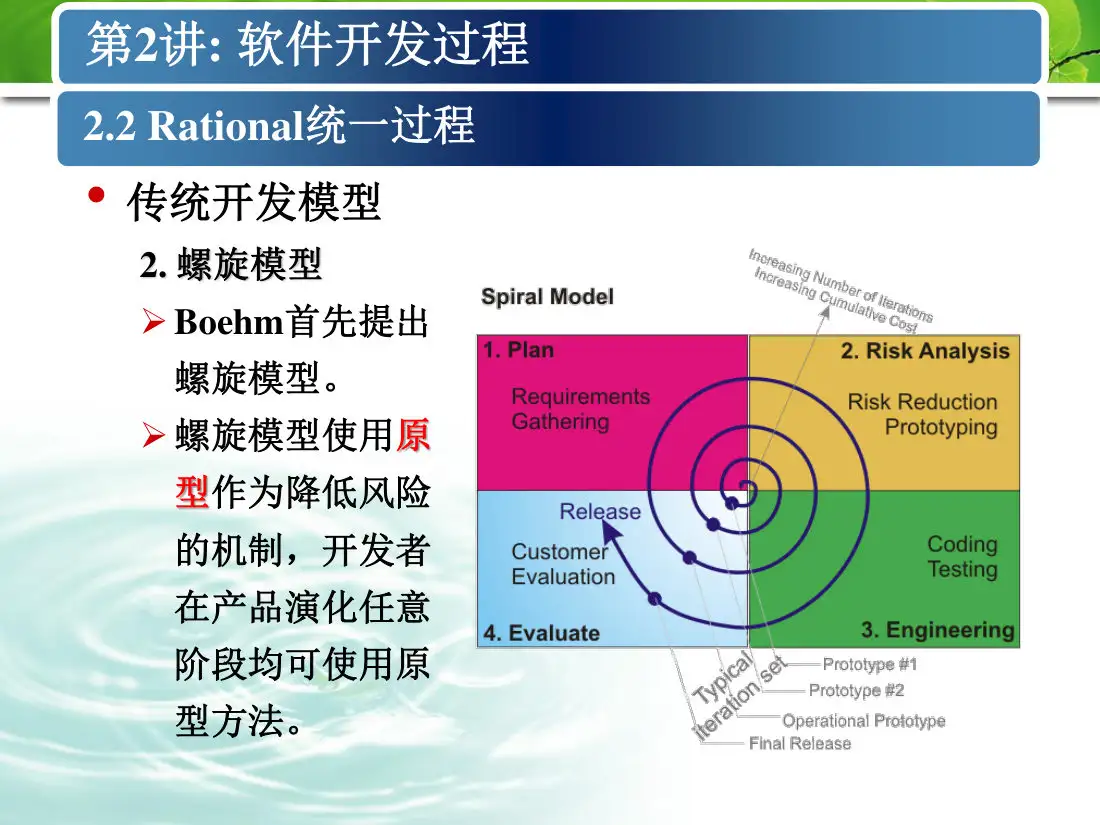 第2讲: 软件开发过程
2.2 Rational统一过程
• 传统开发模型
2. 螺旋模型
➢ Boehm首先提出
螺旋模型。
➢ 螺旋模型使用原
型作为降低风险
的机制，开发者
在产品演化任意
阶段均可使用原
型方法。
Spiral Model
Increasing Number of Iterations
Increasing Cumulative Cost
1. Plan
Requirements
Gathering
2. Risk Analysis
Risk Reduction
Prototyping
Release
Customer
Evaluation
4. Evaluate
Coding
Testing
3. Engineering
Typical
iteration set
Prototype #1
Prototype #2
Operational Prototype
Final Release